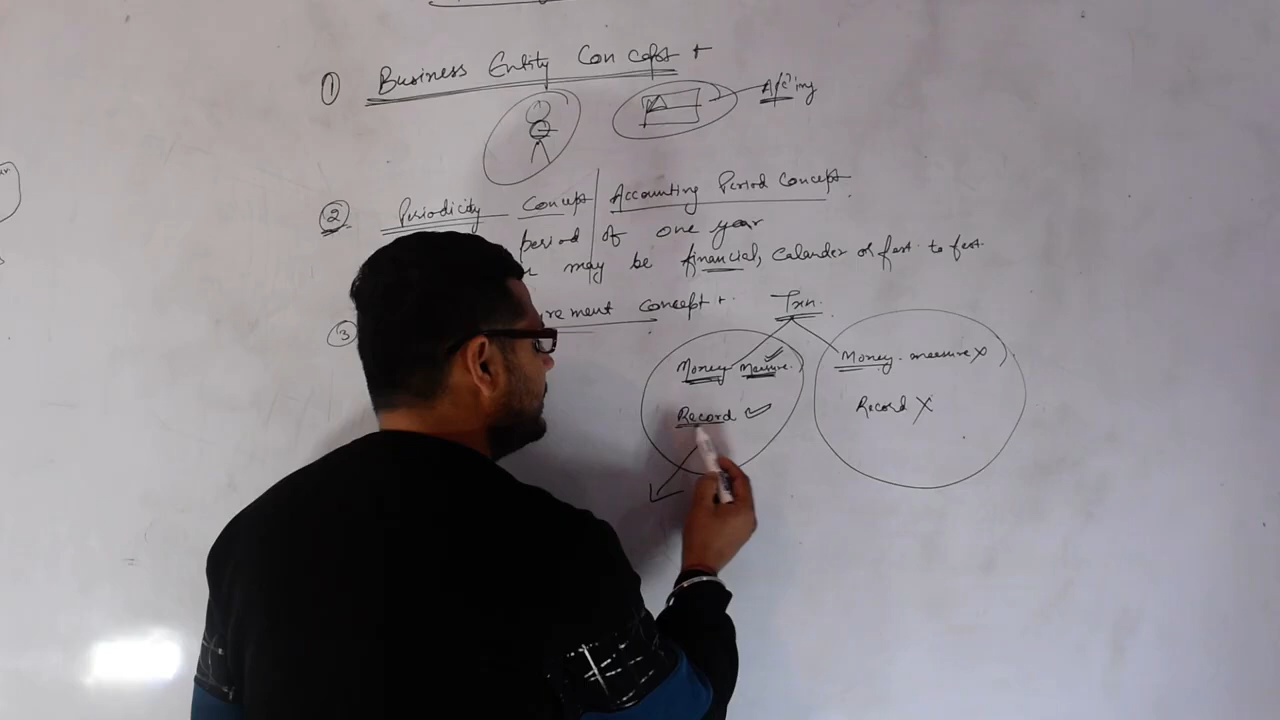 ① Business Entity Concept +
A/c'ing
② Periodicity Concept | Accounting Period Concept
period of one year
may be financial, Calander or fest. to fest.
③ rement Concept +.
Txn.
Money Measure.
Record ✓
Money measure X
Record X